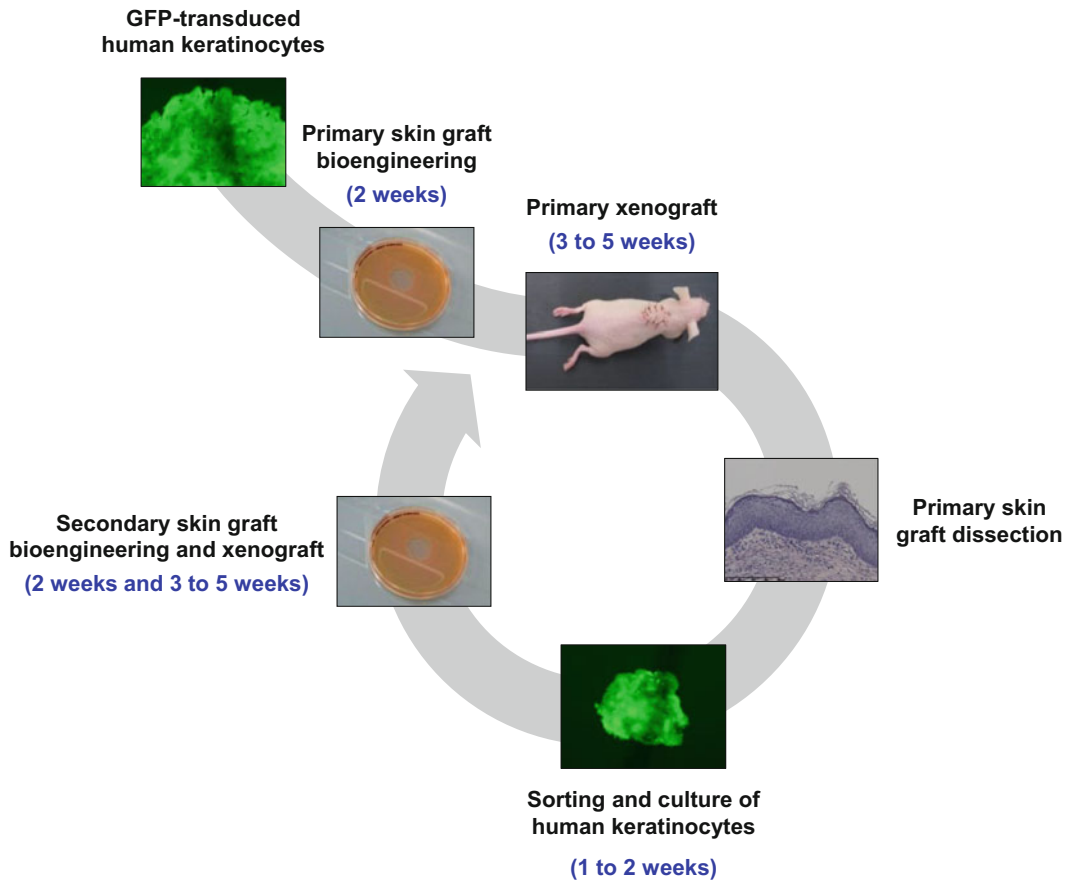 GFP-transduced
human keratinocytes
Primary skin graft
bioengineering
(2 weeks)
Primary xenograft
(3 to 5 weeks)
Primary skin
graft dissection
Sorting and culture of
human keratinocytes
(1 to 2 weeks)
Secondary skin graft
bioengineering and xenograft
(2 weeks and 3 to 5 weeks)